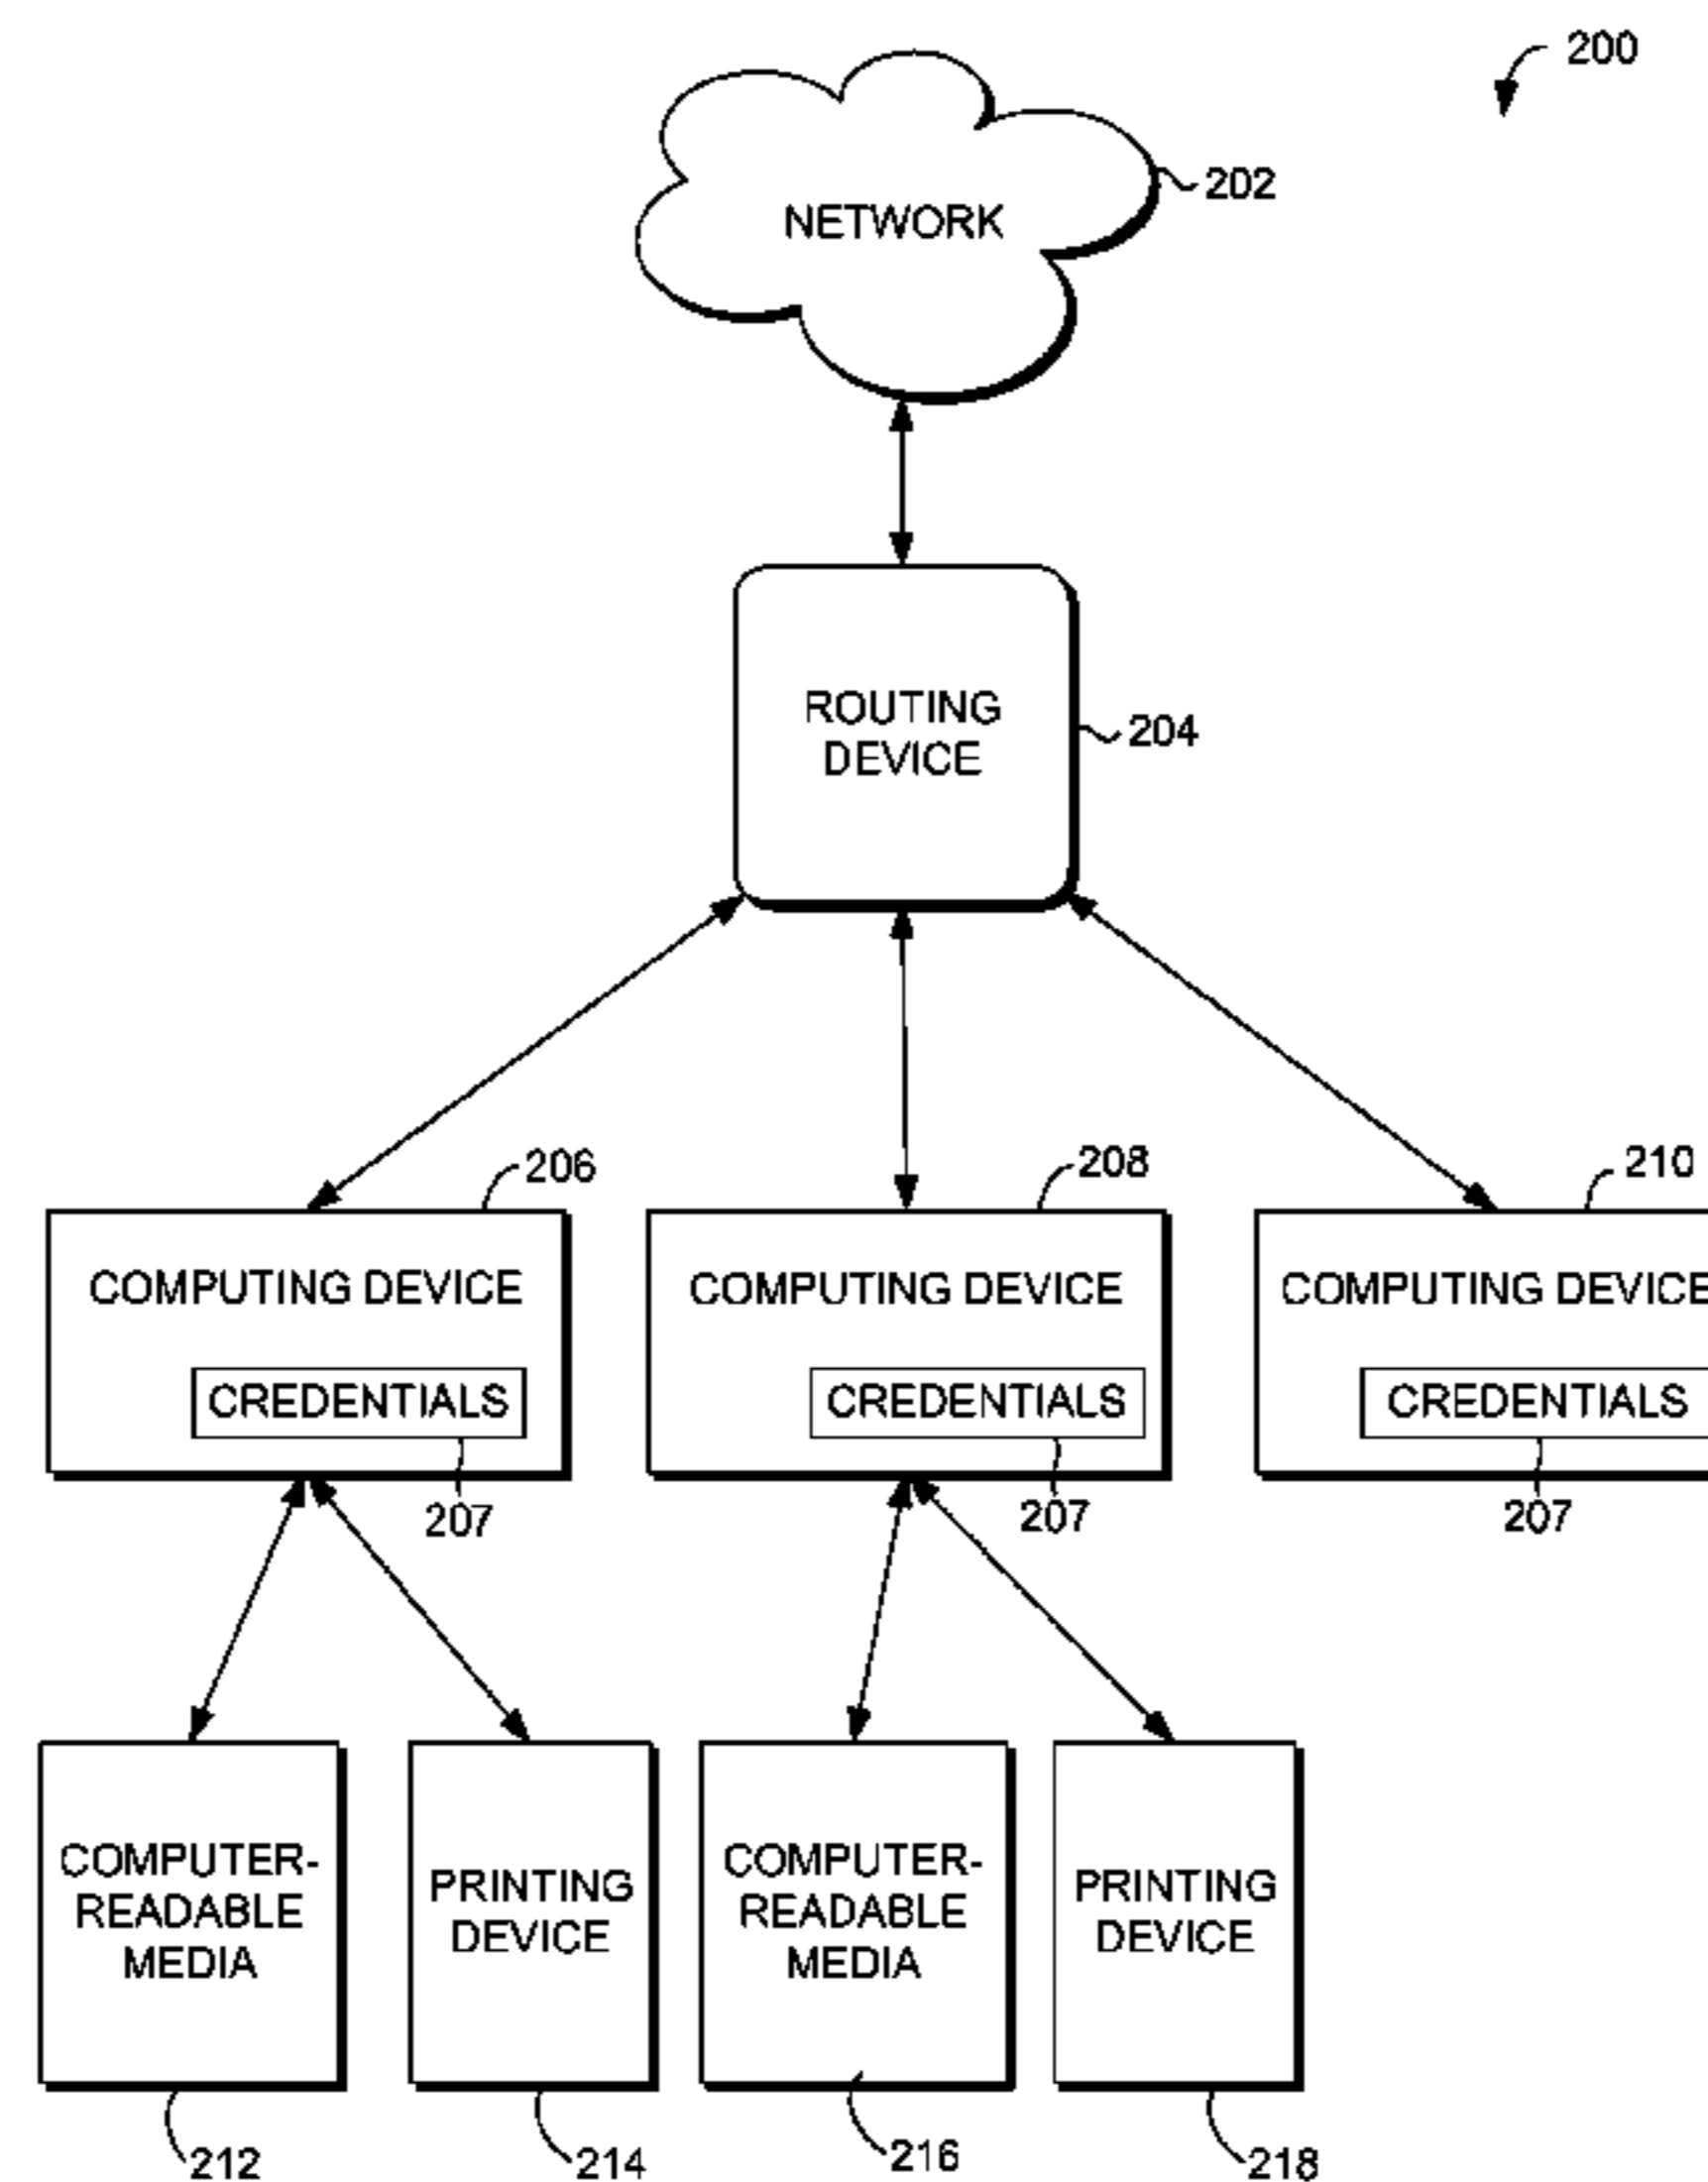 200
202
NETWORK
ROUTING
DEVICE
204
206
208
210
COMPUTING DEVICE
COMPUTING DEVICE
COMPUTING DEVICE
CREDENTIALS
CREDENTIALS
CREDENTIALS
207
207
207
COMPUTER-
READABLE
MEDIA
PRINTING
DEVICE
COMPUTER-
READABLE
MEDIA
PRINTING
DEVICE
212
214
216
218